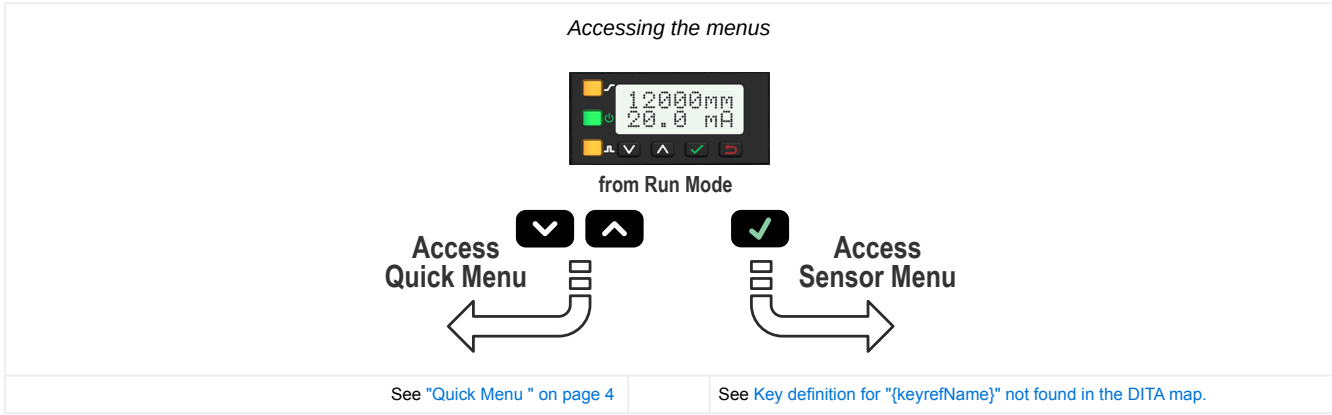 Accessing the menus
12000mm
20.0 mA
from Run Mode
Access
Quick Menu
Access
Sensor Menu
See "Quick Menu " on page 4
See Key definition for "{keyrefName}" not found in the DITA map.